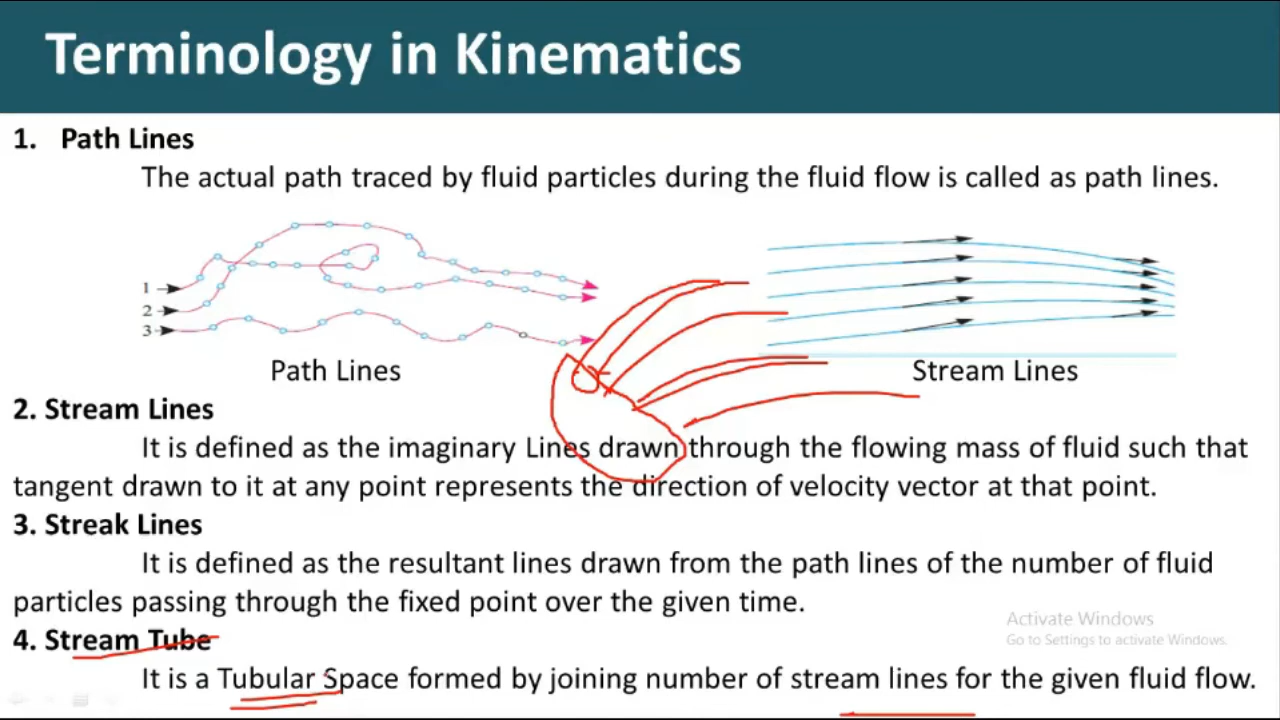 Terminology in Kinematics
1. Path Lines
The actual path traced by fluid particles during the fluid flow is called as path lines.
1
2
3
Path Lines
Stream Lines
2. Stream Lines
It is defined as the imaginary Lines drawn through the flowing mass of fluid such that
tangent drawn to it at any point represents the direction of velocity vector at that point.
3. Streak Lines
It is defined as the resultant lines drawn from the path lines of the number of fluid
particles passing through the fixed point over the given time.
Activate Windows
Go to Settings to activate Windows.
4. Stream Tube
It is a Tubular Space formed by joining number of stream lines for the given fluid flow.